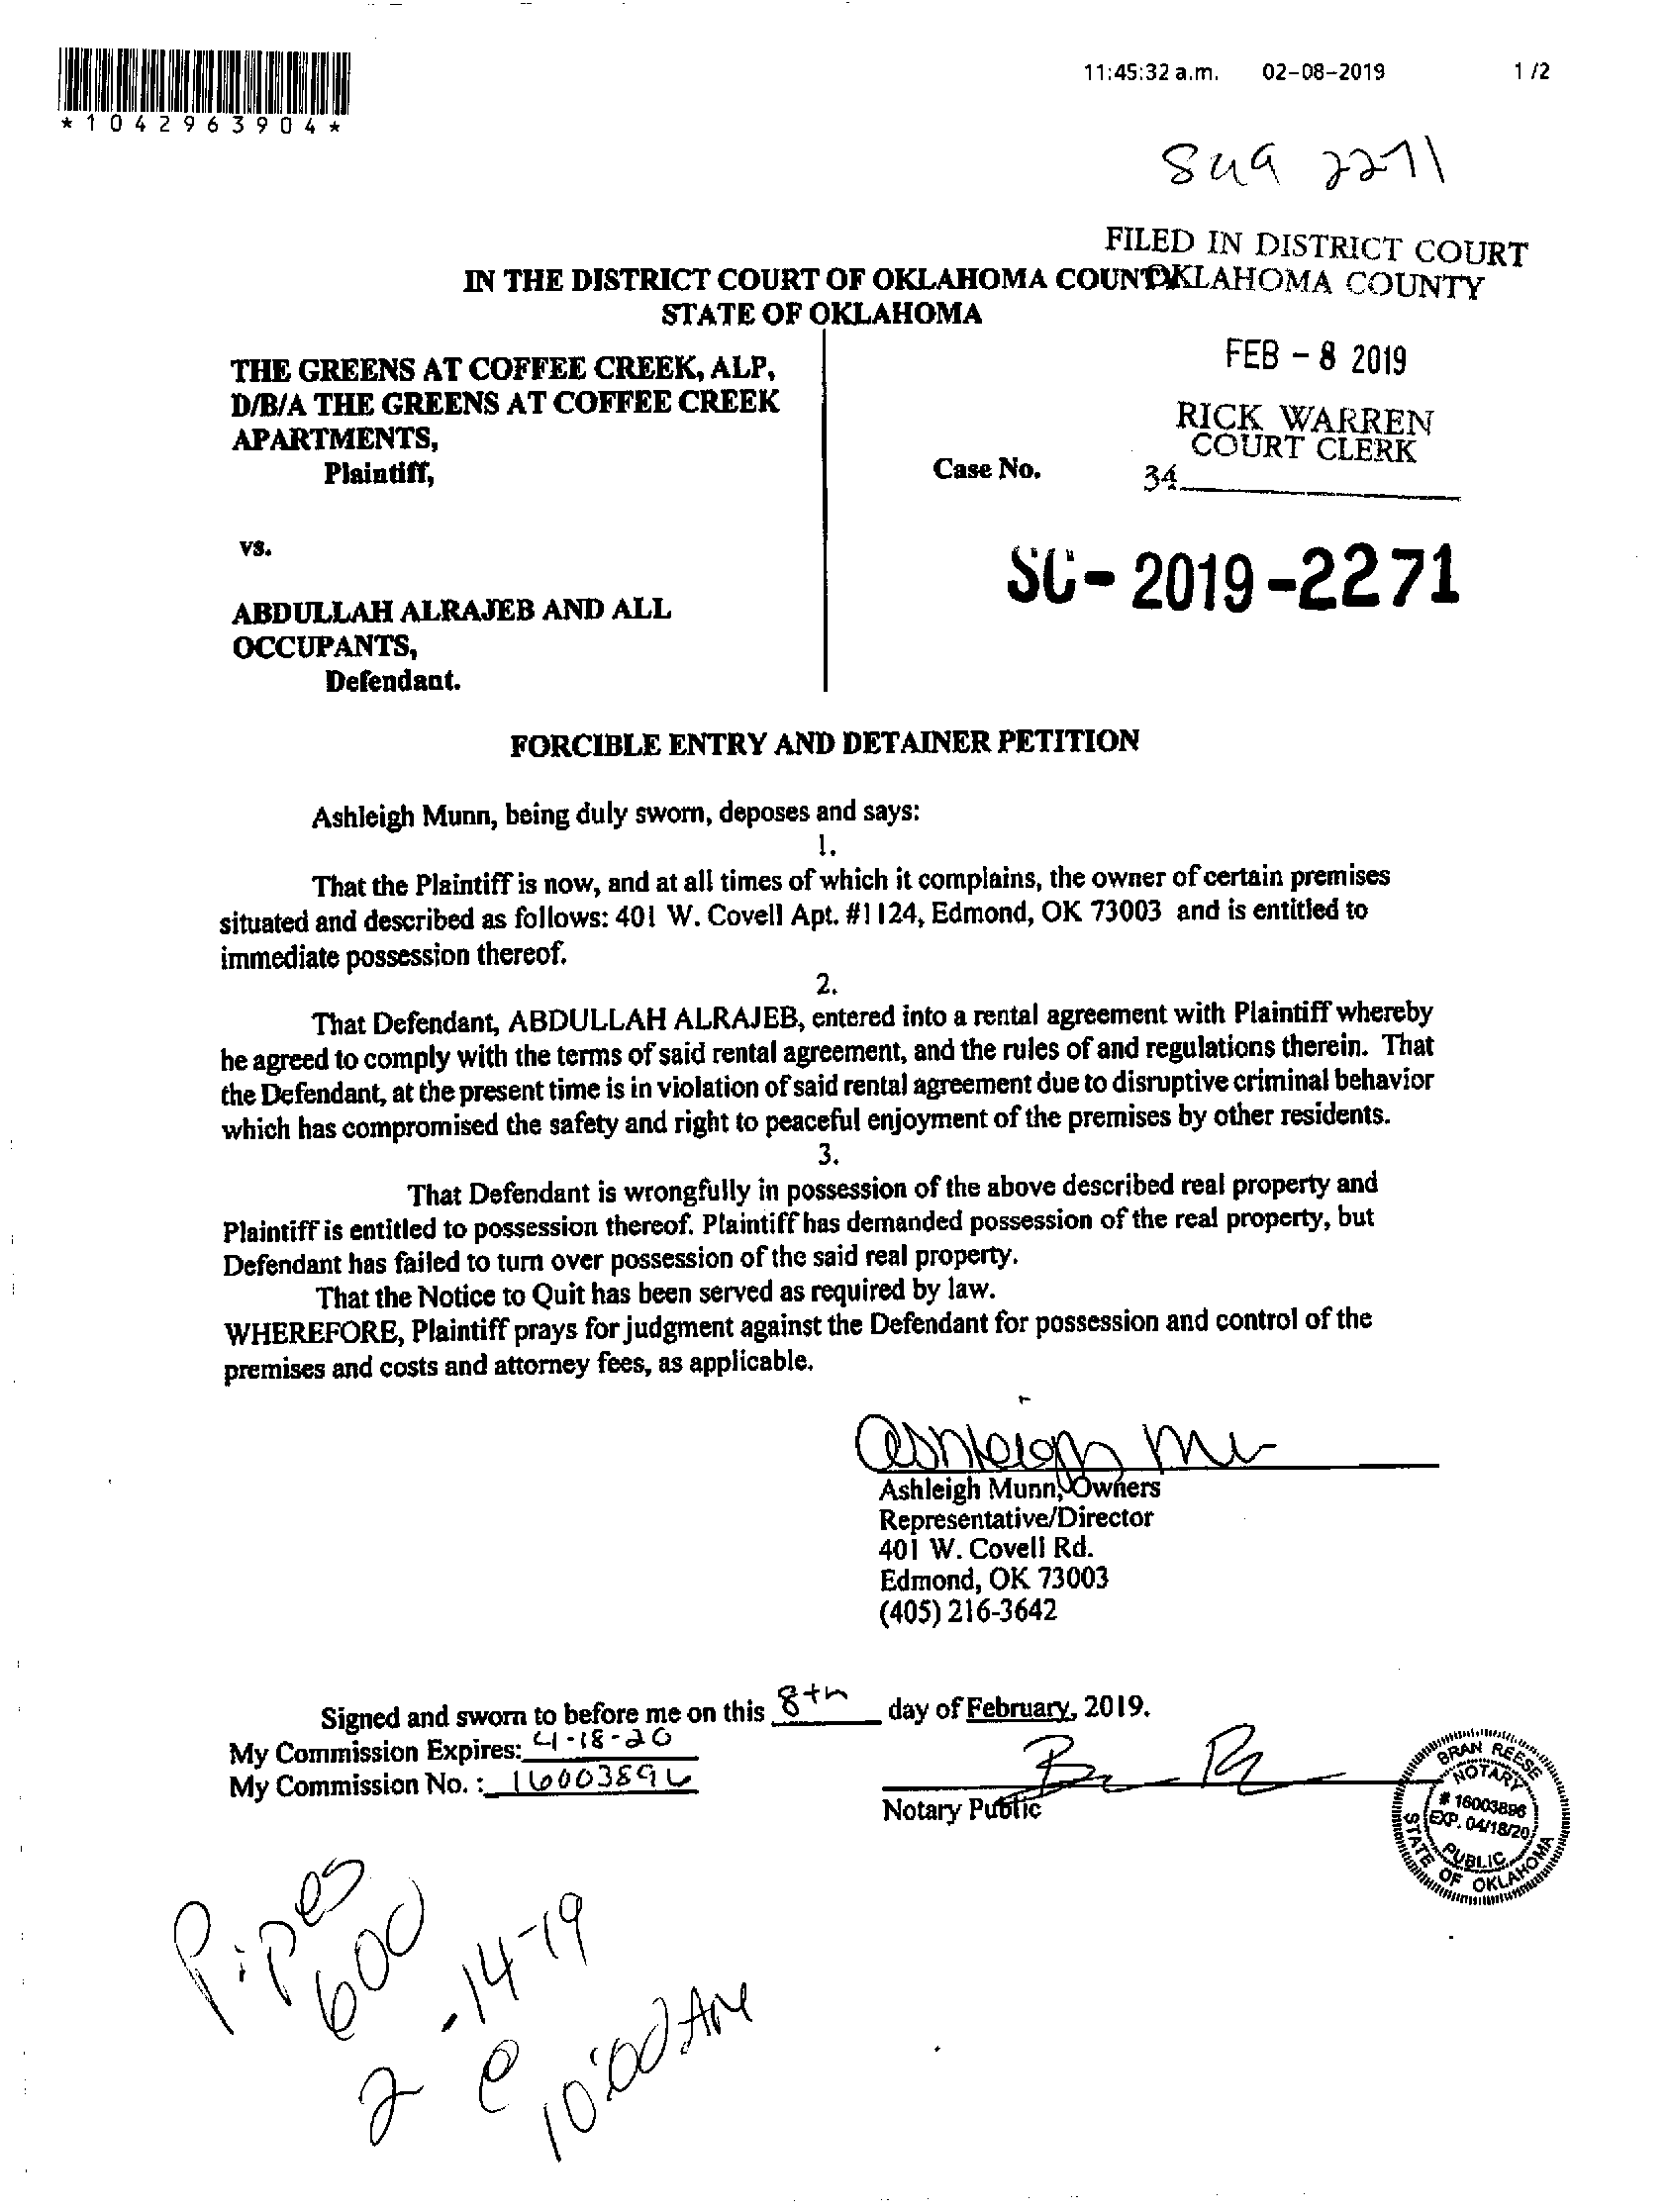 11:45:32 a.m. 02-08-2019 1 /2
*1042963904*
2271
FILED IN DISTRICT COURT
OKLAHOMA COUNTY
IN THE DISTRICT COURT OF OKLAHOMA COUNTY
STATE OF OKLAHOMA
FEB - 8 2019
RICK WARREN
COURT CLERK
34
THE GREENS AT COFFEE CREEK, ALP,
D/B/A THE GREENS AT COFFEE CREEK
APARTMENTS,
Plaintiff,
Case No.
vs.
SC- 2019 -2271
ABDULLAH ALRAJEB AND ALL
OCCUPANTS,
Defendant.
FORCIBLE ENTRY AND DETAINER PETITION
Ashleigh Munn, being duly sworn, deposes and says:
1.
That the Plaintiff is now, and at all times of which it complains, the owner of certain premises
situated and described as follows: 401 W. Covell Apt. #1124, Edmond, OK 73003 and is entitled to
immediate possession thereof.
2.
That Defendant, ABDULLAH ALRAJEB, entered into a rental agreement with Plaintiff whereby
he agreed to comply with the terms of said rental agreement, and the rules of and regulations therein. That
the Defendant, at the present time is in violation of said rental agreement due to disruptive criminal behavior
which has compromised the safety and right to peaceful enjoyment of the premises by other residents.
3.
That Defendant is wrongfully in possession of the above described real property and
Plaintiff is entitled to possession thereof. Plaintiff has demanded possession of the real property, but
Defendant has failed to turn over possession of the said real property.
That the Notice to Quit has been served as required by law.
WHEREFORE, Plaintiff prays for judgment against the Defendant for possession and control of the
premises and costs and attorney fees, as applicable.
Ashleigh Munn, Owners
Representative/Director
401 W. Covell Rd.
Edmond, OK 73003
(405) 216-3642
Signed and sworn to before me on this 8th day of February, 2019.
My Commission Expires: 4-18-20
My Commission No. : 16003896
Notary Public
BRAN REESE
NOTARY
# 16003896
EXP. 04/18/20
PUBLIC
STATE OF OKLAHOMA
Pipes
600
2-14-19
@ 10:00 AM